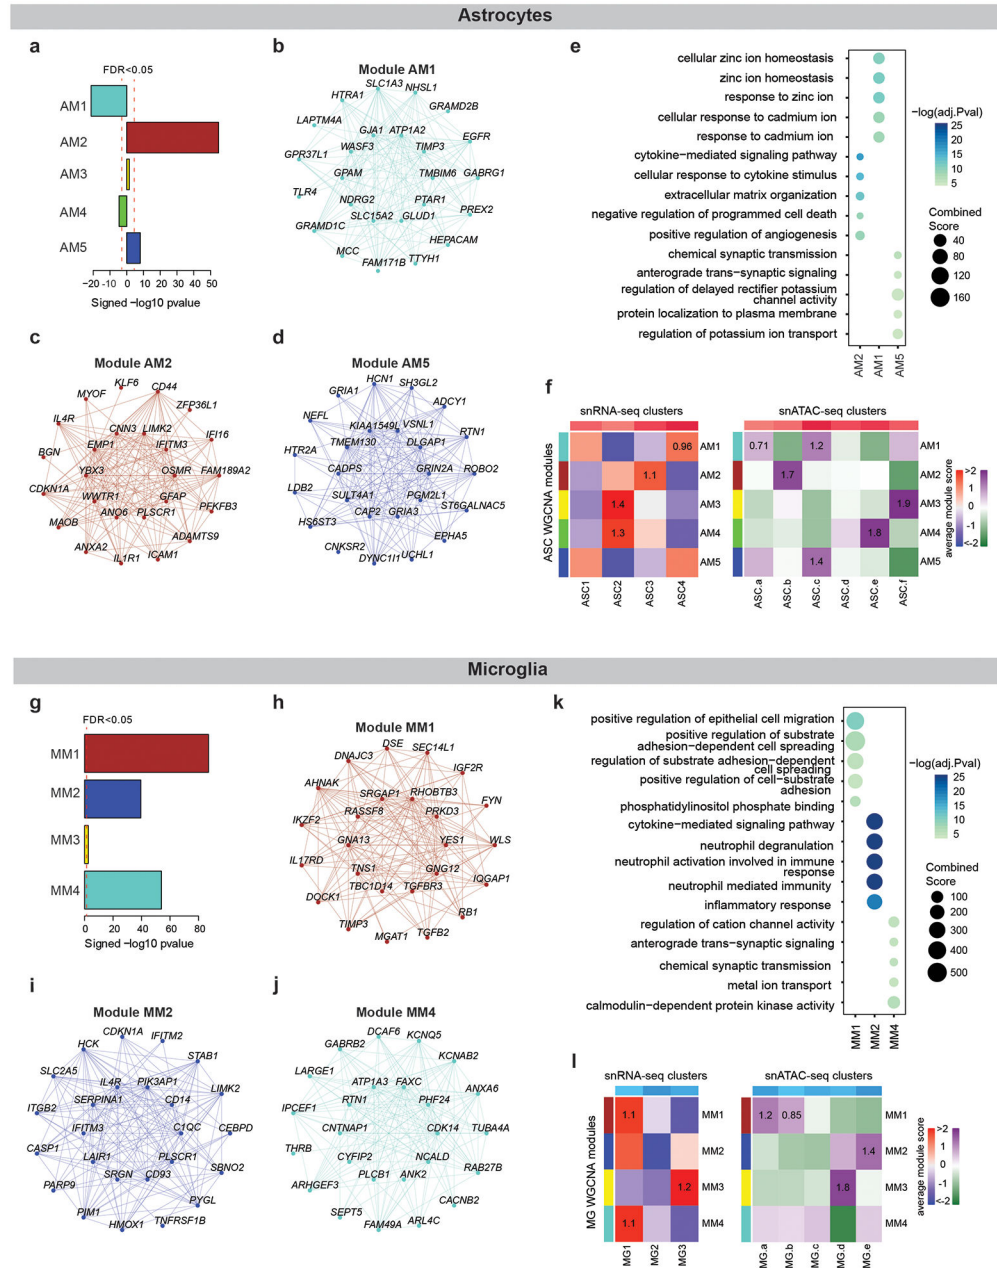 Astrocytes
a
FDR<0.05
AM1
AM2
AM3
AM4
AM5
−20 −10 0 10 20 30 40 50
Signed −log10 pvalue
b
Module AM1
SLC1A3
NHSL1
HTRA1
GRAMD2B
LAPTM4A
GJA1
ATP1A2
EGFR
WASF3
TIMP3
GPR37L1
GPAM
TMBIM6
GABRG1
TLR4
NDRG2
PTAR1
PREX2
SLC15A2
GLUD1
GRAMD1C
HEPACAM
MCC
TTYH1
FAM171B
c
Module AM2
KLF6
CD44
MYOF
ZFP36L1
IL4R
CNN3
LIMK2
IFI16
EMP1
IFITM3
BGN
YBX3
OSMR
FAM189A2
CDKN1A
WWTR1
GFAP
PFKFB3
ANO6
PLSCR1
MAOB
ADAMTS9
ANXA2
ICAM1
IL1R1
d
Module AM5
HCN1
SH3GL2
GRIA1
ADCY1
NEFL
KIAA1549L
VSNL1
RTN1
TMEM130
DLGAP1
HTR2A
CADPS
GRIN2A
ROBO2
LDB2
SULT4A1
PGM2L1
ST6GALNAC5
CAP2
GRIA3
HS6ST3
EPHA5
CNKSR2
UCHL1
DYNC1I1
e
cellular zinc ion homeostasis
zinc ion homeostasis
response to zinc ion
cellular response to cadmium ion
response to cadmium ion
cytokine−mediated signaling pathway
cellular response to cytokine stimulus
extracellular matrix organization
negative regulation of programmed cell death
positive regulation of angiogenesis
chemical synaptic transmission
anterograde trans−synaptic signaling
regulation of delayed rectifier potassium
channel activity
protein localization to plasma membrane
regulation of potassium ion transport
AM2
AM1
AM5
−log(adj.Pval)
25
20
15
10
5
Combined
Score
40
80
120
160
f
snRNA-seq clusters
snATAC-seq clusters
ASC WGCNA modules
0.96
0.71
1.2
AM1
1.1
AM2
1.7
AM2
1.4
AM3
1.9
AM3
1.3
AM4
1.8
AM4
AM5
1.4
AM5
ASC1
ASC2
ASC3
ASC4
ASC.a
ASC.b
ASC.c
ASC.d
ASC.e
ASC.f
average module score
>2
1
0
-1
<-2
Microglia
g
FDR<0.05
MM1
MM2
MM3
MM4
0 20 40 60 80
Signed −log10 pvalue
h
Module MM1
DSE
SEC14L1
DNAJC3
IGF2R
AHNAK
SRGAP1
RHOBTB3
FYN
RASSF8
PRKD3
IKZF2
GNA13
YES1
WLS
IL17RD
TNS1
GNG12
IQGAP1
TBC1D14
TGFBR3
DOCK1
RB1
TIMP3
TGFB2
MGAT1
i
Module MM2
CDKN1A
IFITM2
HCK
STAB1
SLC2A5
IL4R
PIK3AP1
LIMK2
SERPINA1
CD14
ITGB2
IFITM3
C1QC
CEBPD
CASP1
LAIR1
PLSCR1
SBNO2
SRGN
CD93
PARP9
PYGL
PIM1
TNFRSF1B
HMOX1
j
Module MM4
DCAF6
KCNQ5
GABRB2
KCNAB2
LARGE1
ATP1A3
FAXC
ANXA6
RTN1
PHF24
IPCEF1
CNTNAP1
CDK14
TUBA4A
THRB
CYFIP2
NCALD
RAB27B
PLCB1
ANK2
ARHGEF3
CACNB2
SEPT5
ARL4C
FAM49A
k
positive regulation of epithelial cell migration
positive regulation of substrate
adhesion−dependent cell spreading
regulation of substrate adhesion−dependent
cell spreading
positive regulation of cell−substrate
adhesion
phosphatidylinositol phosphate binding
cytokine−mediated signaling pathway
neutrophil degranulation
neutrophil activation involved in immune
response
neutrophil mediated immunity
inflammatory response
regulation of cation channel activity
anterograde trans−synaptic signaling
chemical synaptic transmission
metal ion transport
calmodulin−dependent protein kinase activity
MM1
MM2
MM4
−log(adj.Pval)
25
20
15
10
5
Combined
Score
100
200
300
400
500
l
snRNA-seq clusters
snATAC-seq clusters
MG WGCNA modules
1.1
MM1
1.2
0.85
MM1
MM2
1.4
MM2
1.2
MM3
1.8
MM3
1.1
MM4
MM4
MG1
MG2
MG3
MG.a
MG.b
MG.c
MG.d
MG.e
average module score
>2
1
0
-1
<-2